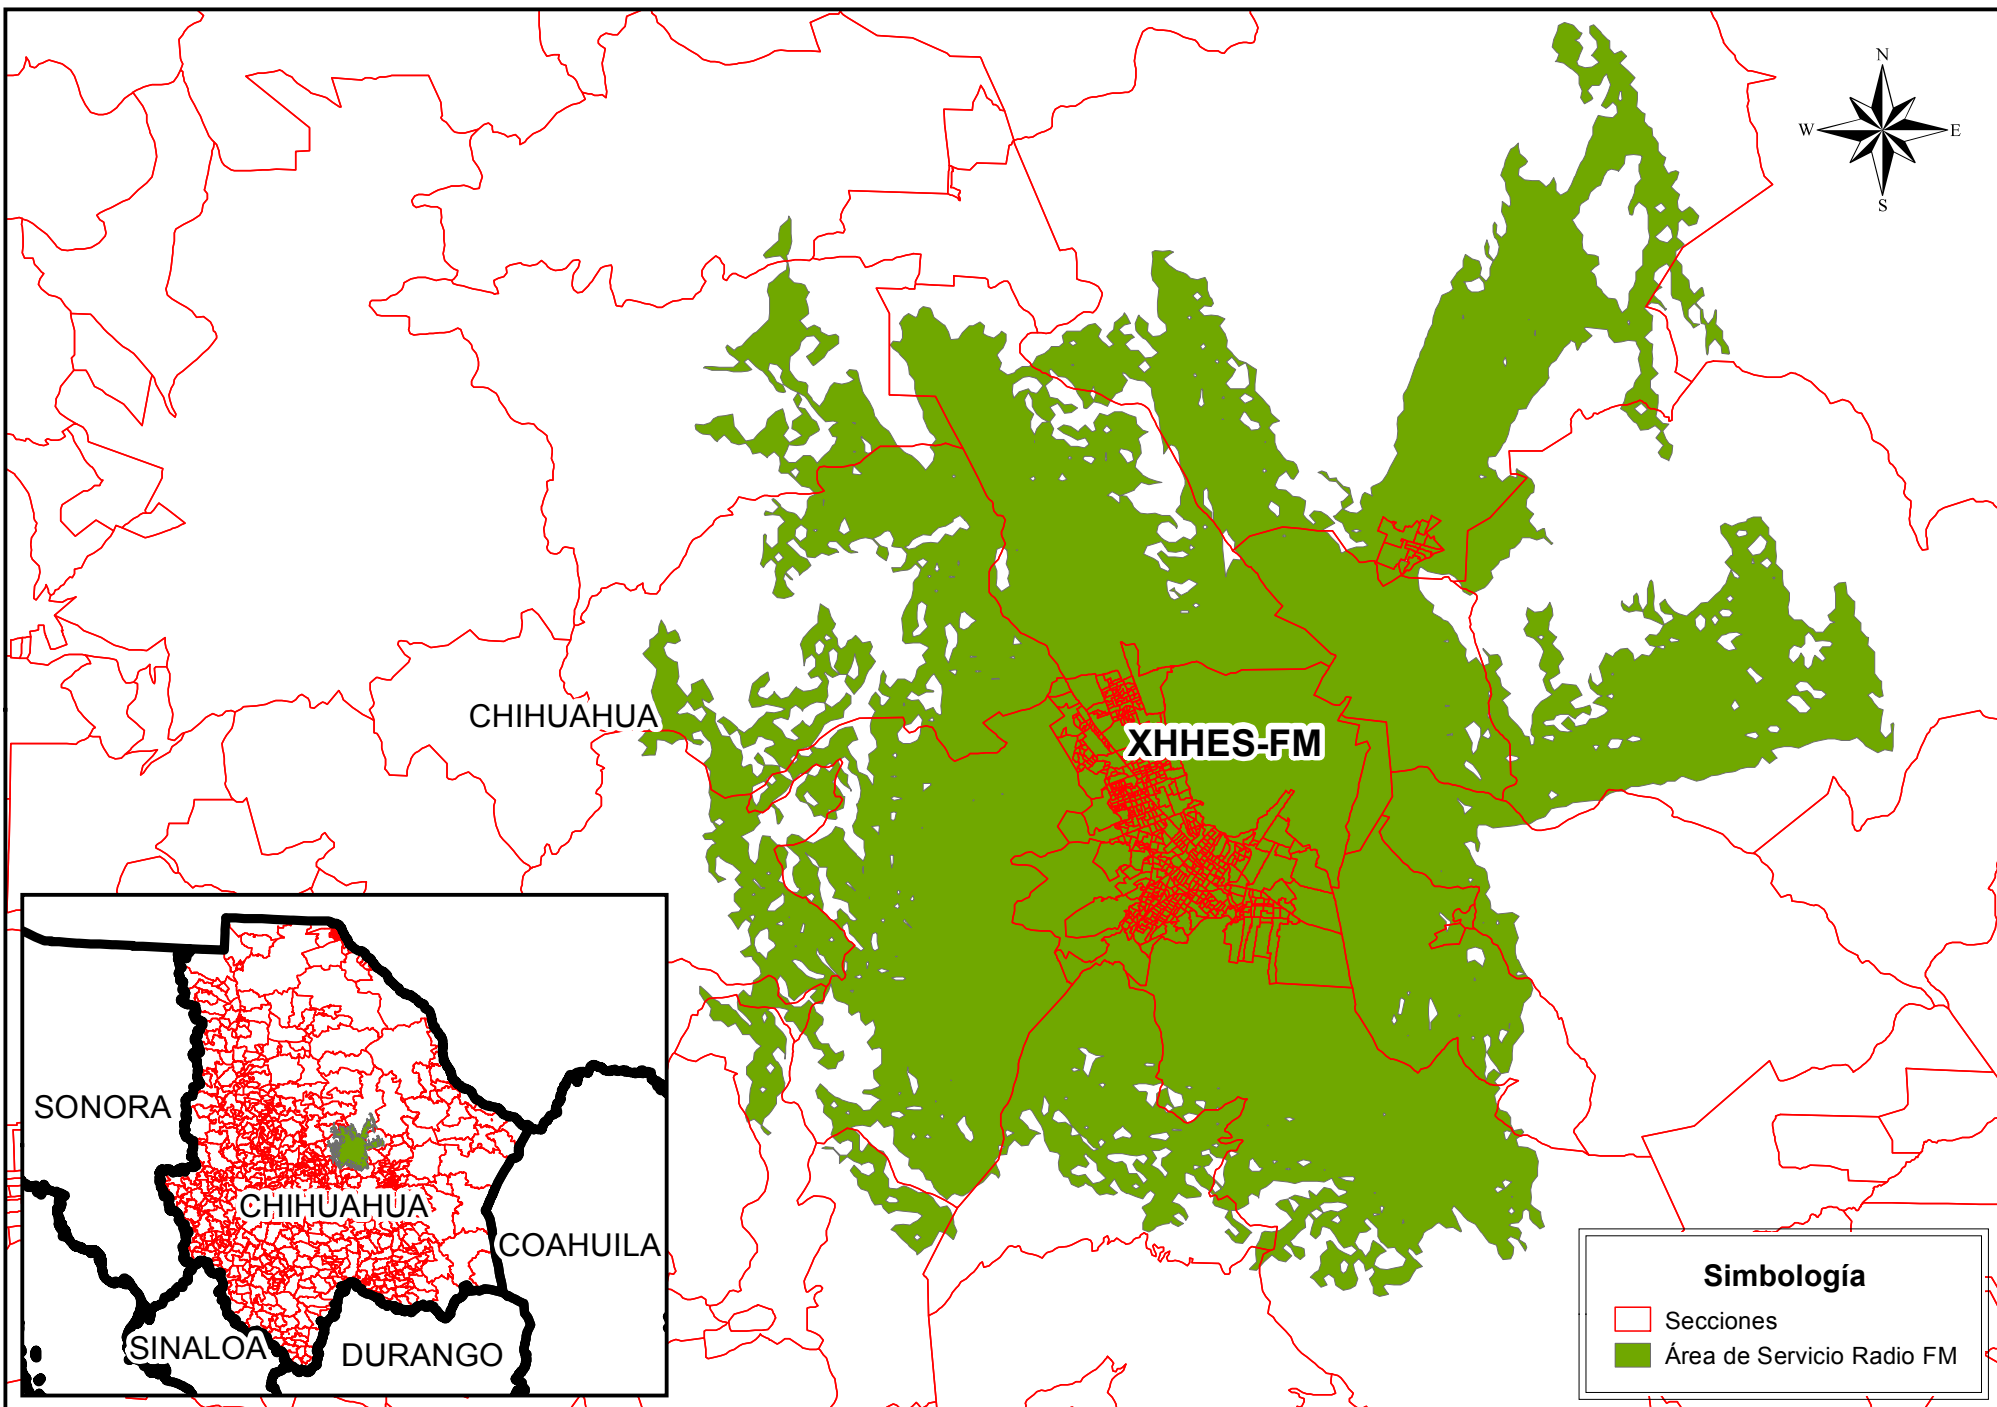 N
W E
S
CHIHUAHUA
XHHES-FM
SONORA
CHIHUAHUA
COAHUILA
SINALOA
DURANGO
Simbología
Secciones
Área de Servicio Radio FM